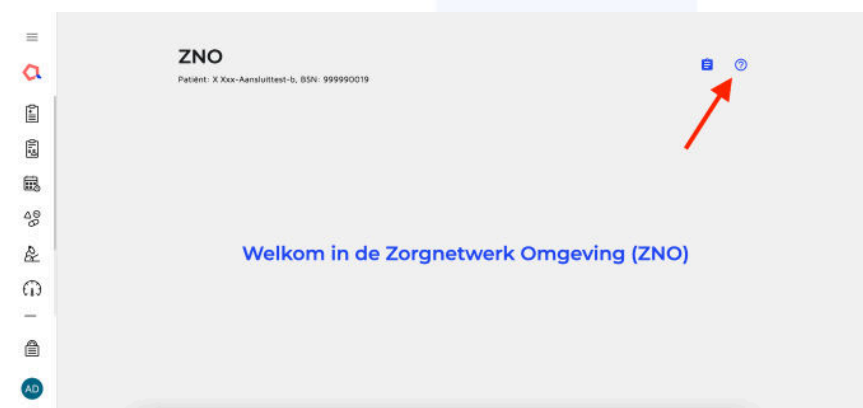 ZNO
Patiënt: X Xxx-Aansluittest-b, BSN: 999990019
Welkom in de Zorgnetwerk Omgeving (ZNO)
AD